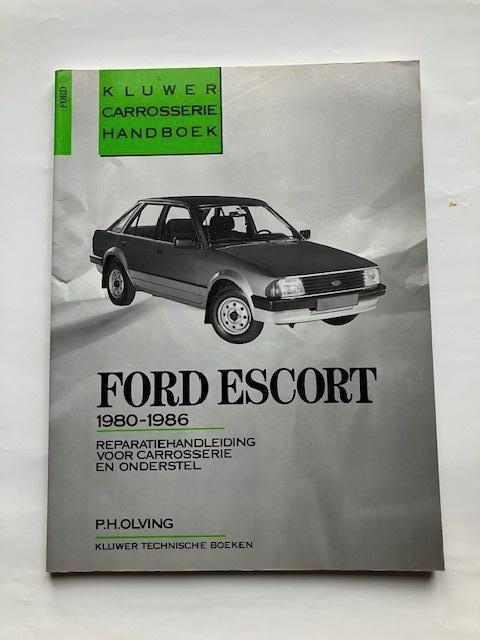 FORD
KLUWER
CARROSSERIE
HANDBOEK
FORD ESCORT
1980-1986
REPARATIEHANDLEIDING
VOOR CARROSSERIE
EN ONDERSTEL
P.H.OLVING
KLUWER TECHNISCHE BOEKEN